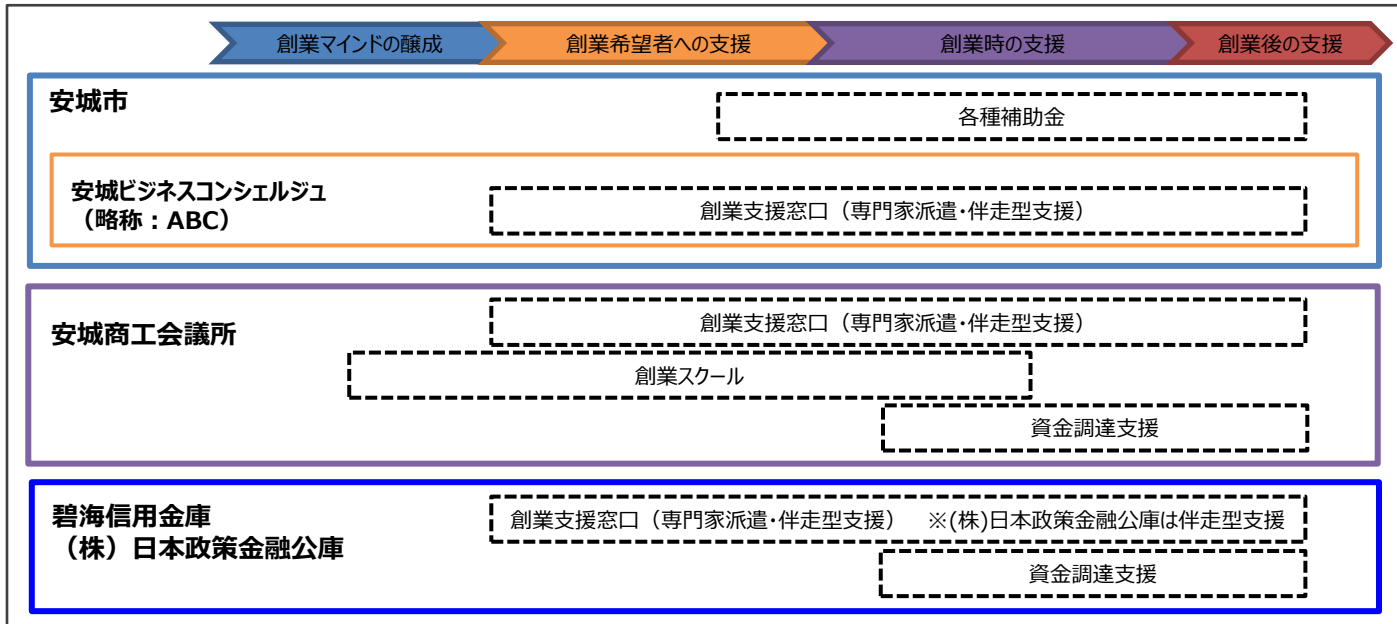 創業マインドの醸成
創業希望者への支援
創業時の支援
創業後の支援
安城市
各種補助金
安城ビジネスコンシェルジュ
（略称：ABC）
創業支援窓口（専門家派遣・伴走型支援）
安城商工会議所
創業支援窓口（専門家派遣・伴走型支援）
創業スクール
資金調達支援
碧海信用金庫
（株）日本政策金融公庫
創業支援窓口（専門家派遣・伴走型支援）　※(株)日本政策金融公庫は伴走型支援
資金調達支援